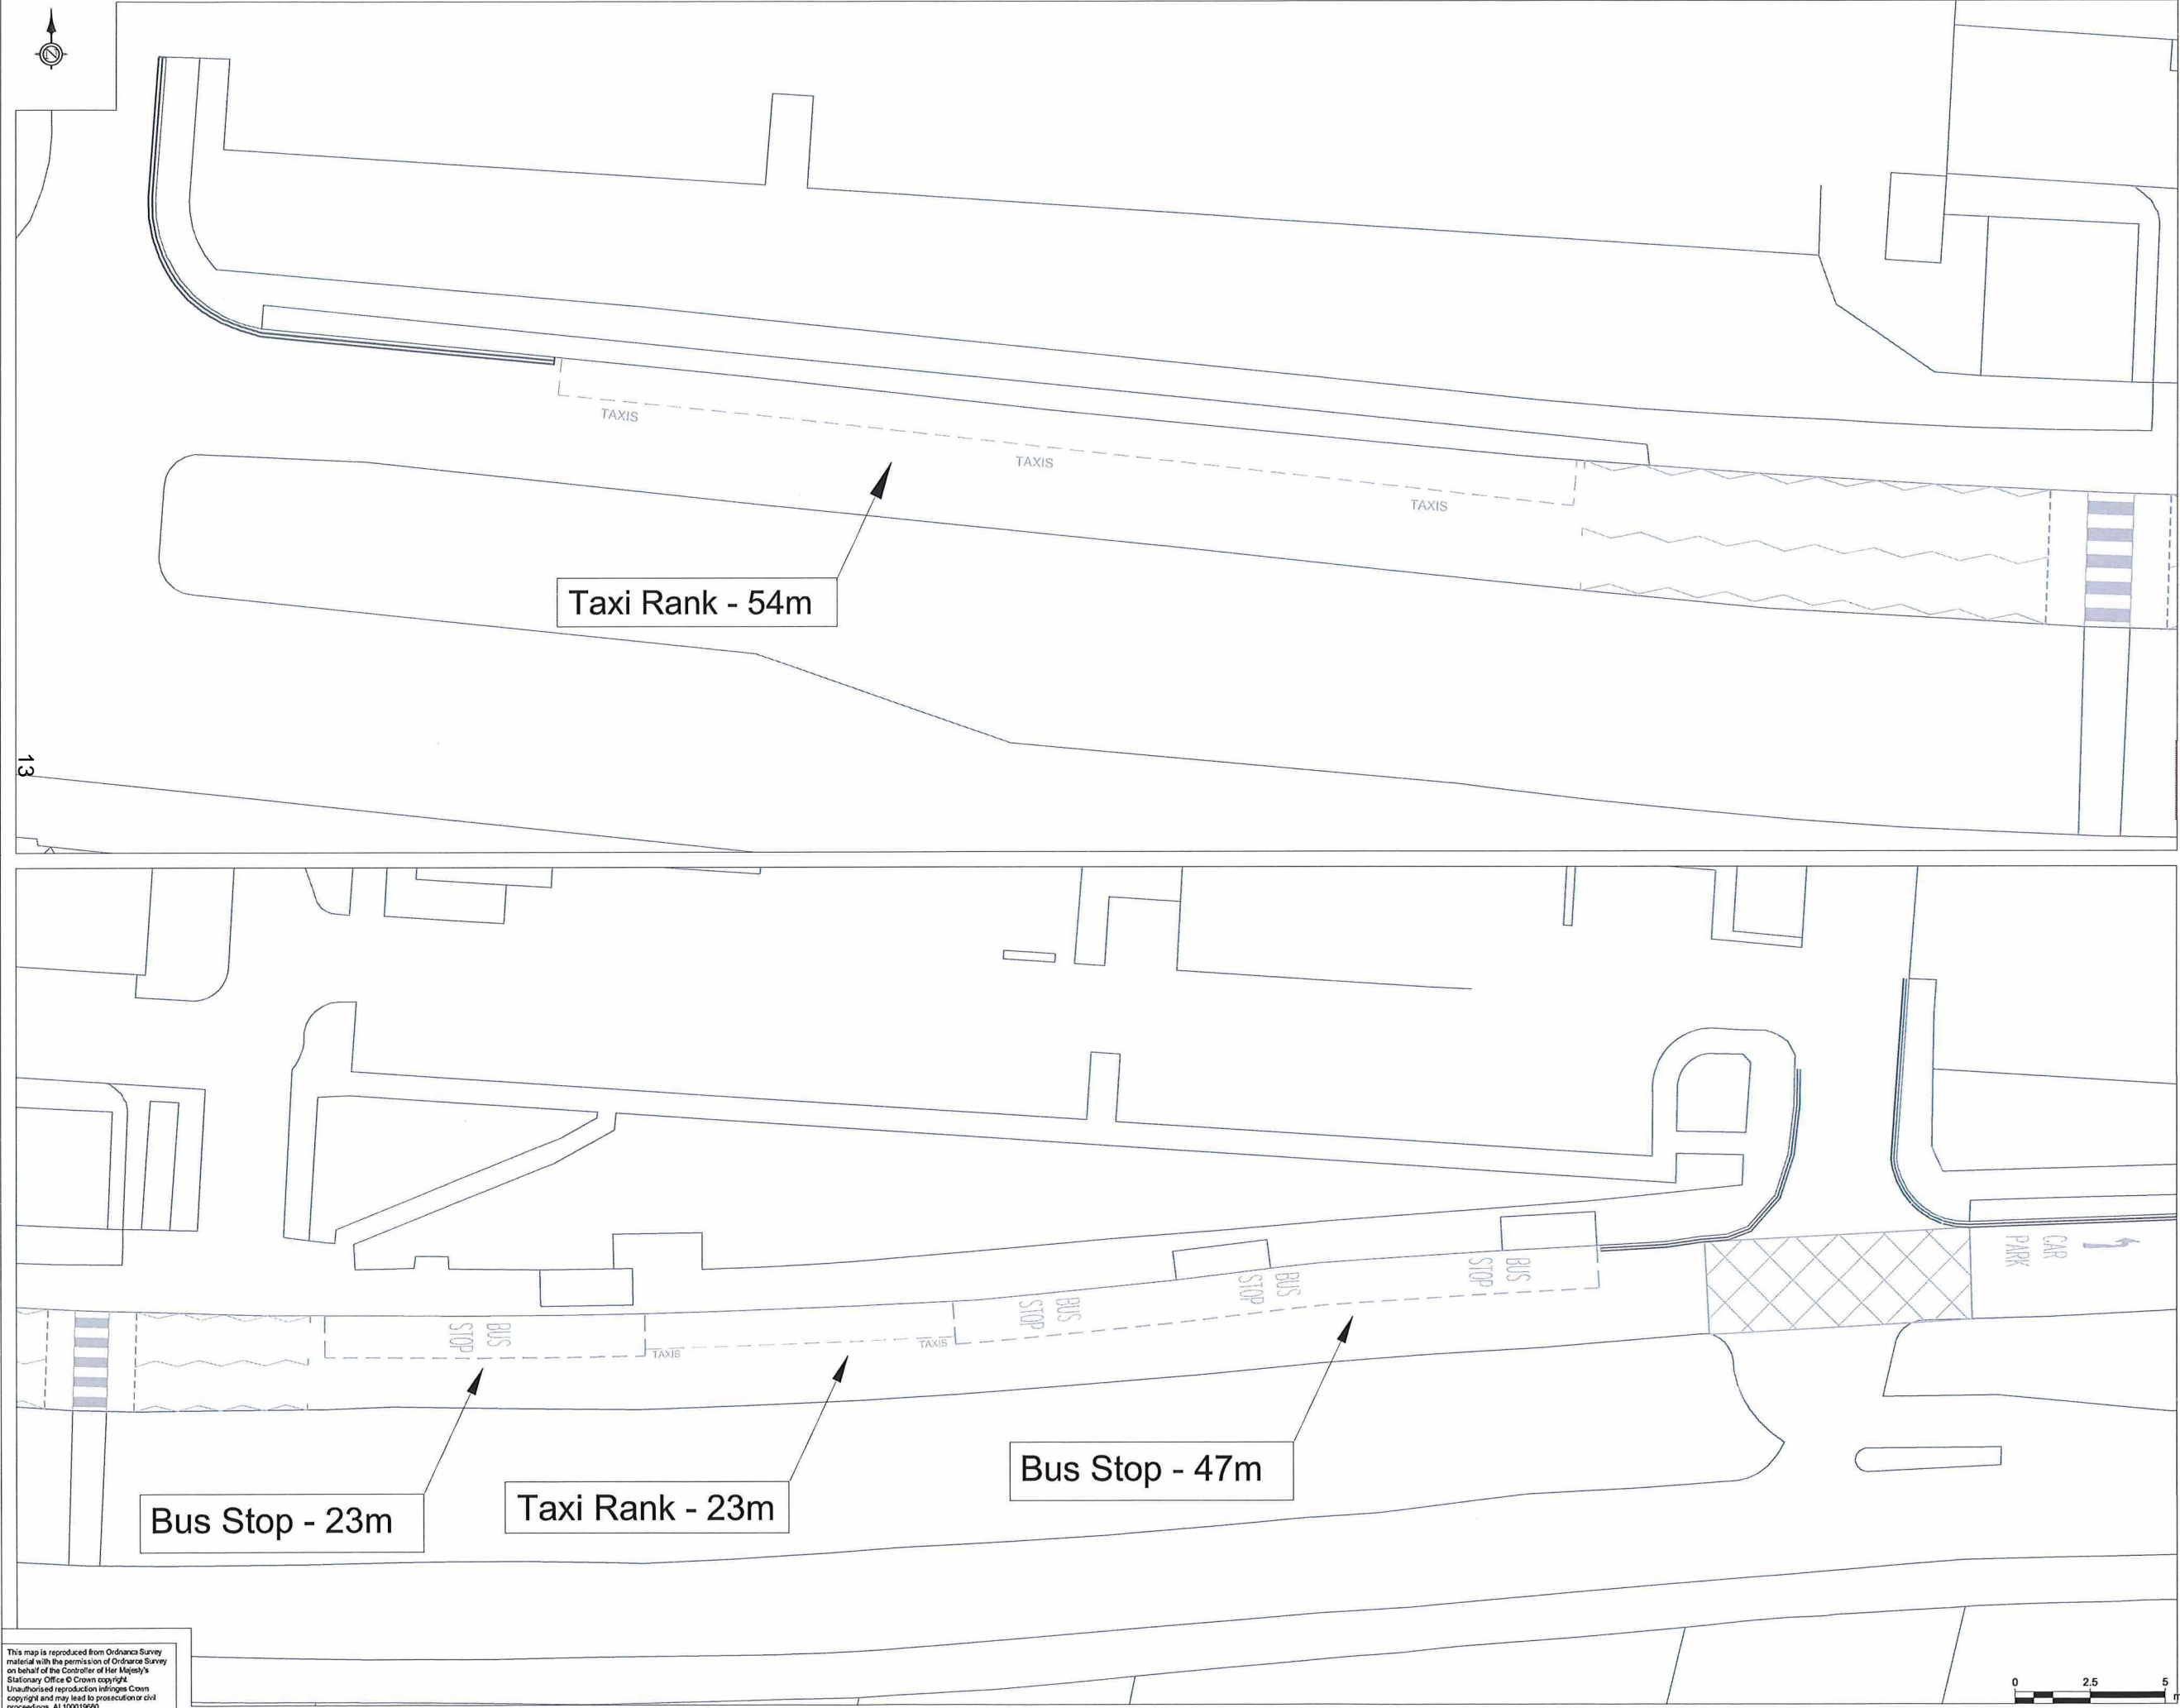 N
TAXIS
TAXIS
TAXIS
Taxi Rank - 54m
13
CAR
PARK
BUS
STOP
BUS
STOP
BUS
STOP
BUS
STOP
TAXIS
TAXIS
Bus Stop - 47m
Taxi Rank - 23m
Bus Stop - 23m
This map is reproduced from Ordnance Survey
material with the permission of Ordnance Survey
on behalf of the Controller of Her Majesty's
Stationary Office © Crown copyright.
Unauthorised reproduction infringes Crown
copyright and may lead to prosecution or civil
proceedings. AL100019680
0 2.5 5